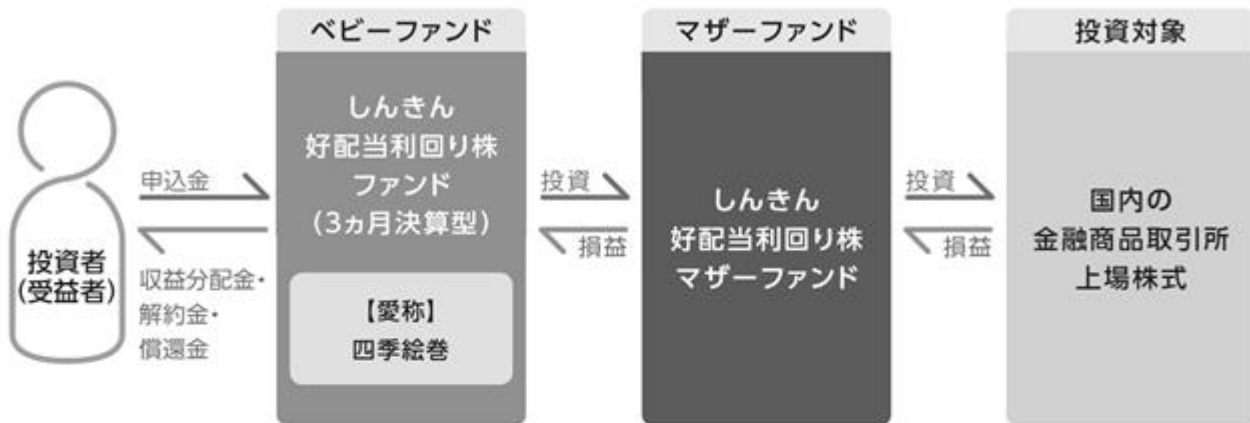 投資者
(受益者)
申込金
収益分配金・
解約金・
償還金
ベビーファンド
しんきん
好配当利回り株
ファンド
(3ヵ月決算型)
【愛称】
四季絵巻
投資
損益
マザーファンド
しんきん
好配当利回り株
マザーファンド
投資
損益
投資対象
国内の
金融商品取引所
上場株式